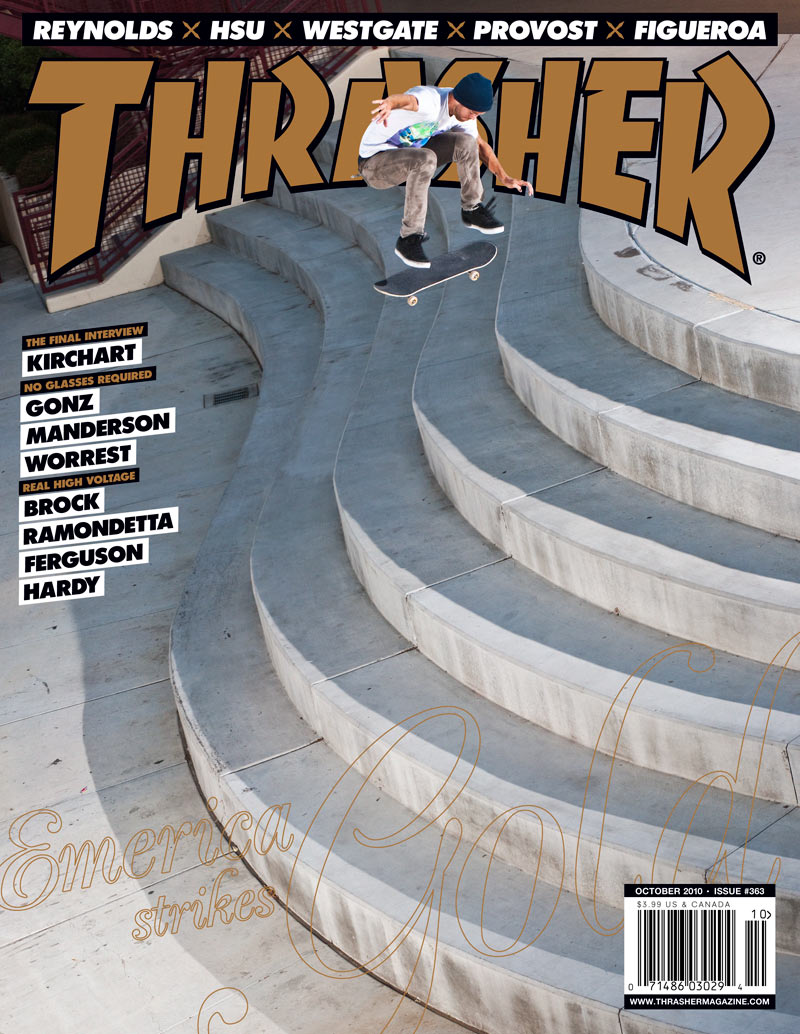 REYNOLDS × HSU × WESTGATE × PROVOST × FIGUEROA
THRASHER®
THE FINAL INTERVIEW
KIRCHART
NO GLASSES REQUIRED
GONZ
MANDERSON
WORREST
REAL HIGH VOLTAGE
BROCK
RAMONDETTA
FERGUSON
HARDY
Emerica
strikes
Gold
OCTOBER 2010 · ISSUE #363
$3.99 US & CANADA
10>
0 71486 03029 4
WWW.THRASHERMAGAZINE.COM